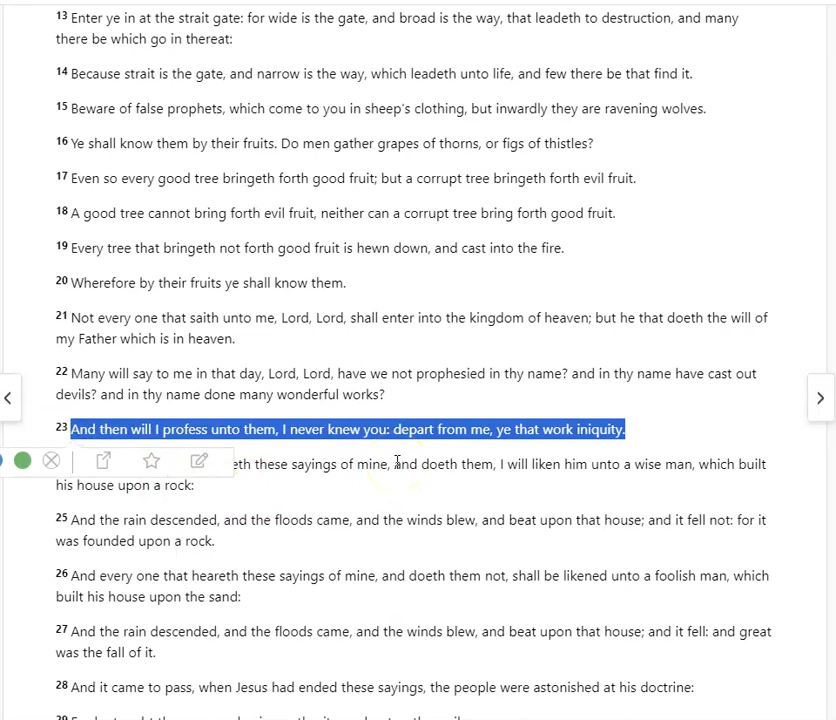 13 Enter ye in at the strait gate: for wide is the gate, and broad is the way, that leadeth to destruction, and many
there be which go in thereat:
14 Because strait is the gate, and narrow is the way, which leadeth unto life, and few there be that find it.
15 Beware of false prophets, which come to you in sheep's clothing, but inwardly they are ravening wolves.
16 Ye shall know them by their fruits. Do men gather grapes of thorns, or figs of thistles?
17 Even so every good tree bringeth forth good fruit; but a corrupt tree bringeth forth evil fruit.
18 A good tree cannot bring forth evil fruit, neither can a corrupt tree bring forth good fruit.
19 Every tree that bringeth not forth good fruit is hewn down, and cast into the fire.
20 Wherefore by their fruits ye shall know them.
21 Not every one that saith unto me, Lord, Lord, shall enter into the kingdom of heaven; but he that doeth the will of
my Father which is in heaven.
22 Many will say to me in that day, Lord, Lord, have we not prophesied in thy name? and in thy name have cast out
devils? and in thy name done many wonderful works?
23 And then will I profess unto them, I never knew you: depart from me, ye that work iniquity.
these sayings of mine, and doeth them, I will liken him unto a wise man, which built
his house upon a rock:
25 And the rain descended, and the floods came, and the winds blew, and beat upon that house; and it fell not: for it
was founded upon a rock.
26 And every one that heareth these sayings of mine, and doeth them not, shall be likened unto a foolish man, which
built his house upon the sand:
27 And the rain descended, and the floods came, and the winds blew, and beat upon that house; and it fell: and great
was the fall of it.
28 And it came to pass, when Jesus had ended these sayings, the people were astonished at his doctrine: